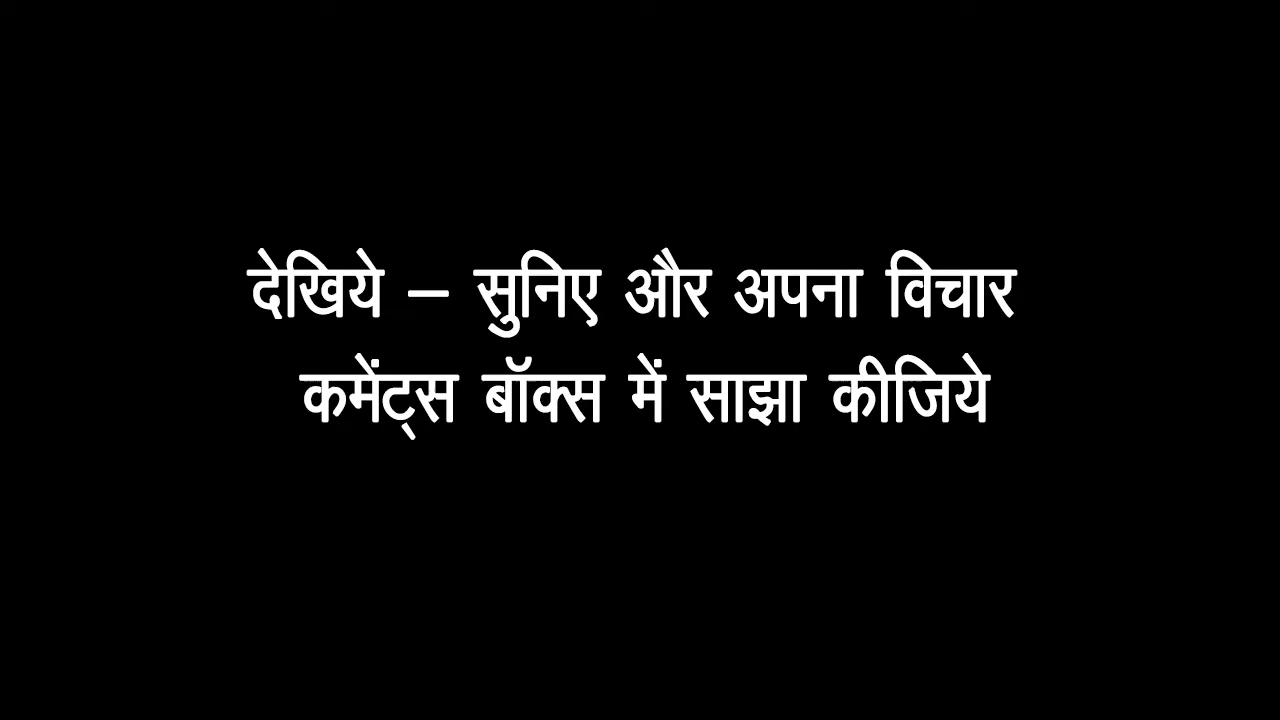 देखिये – सुनिए और अपना विचार
कमेंट्स बॉक्स में साझा कीजिये